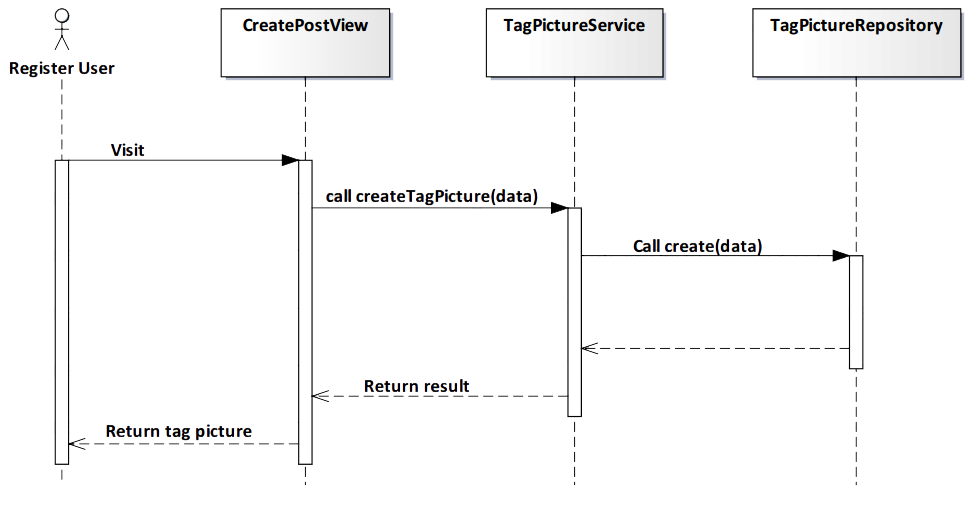 CreatePostView
TagPictureService
TagPictureRepository
Register User
Visit
call createTagPicture(data)
Call create(data)
Return result
Return tag picture